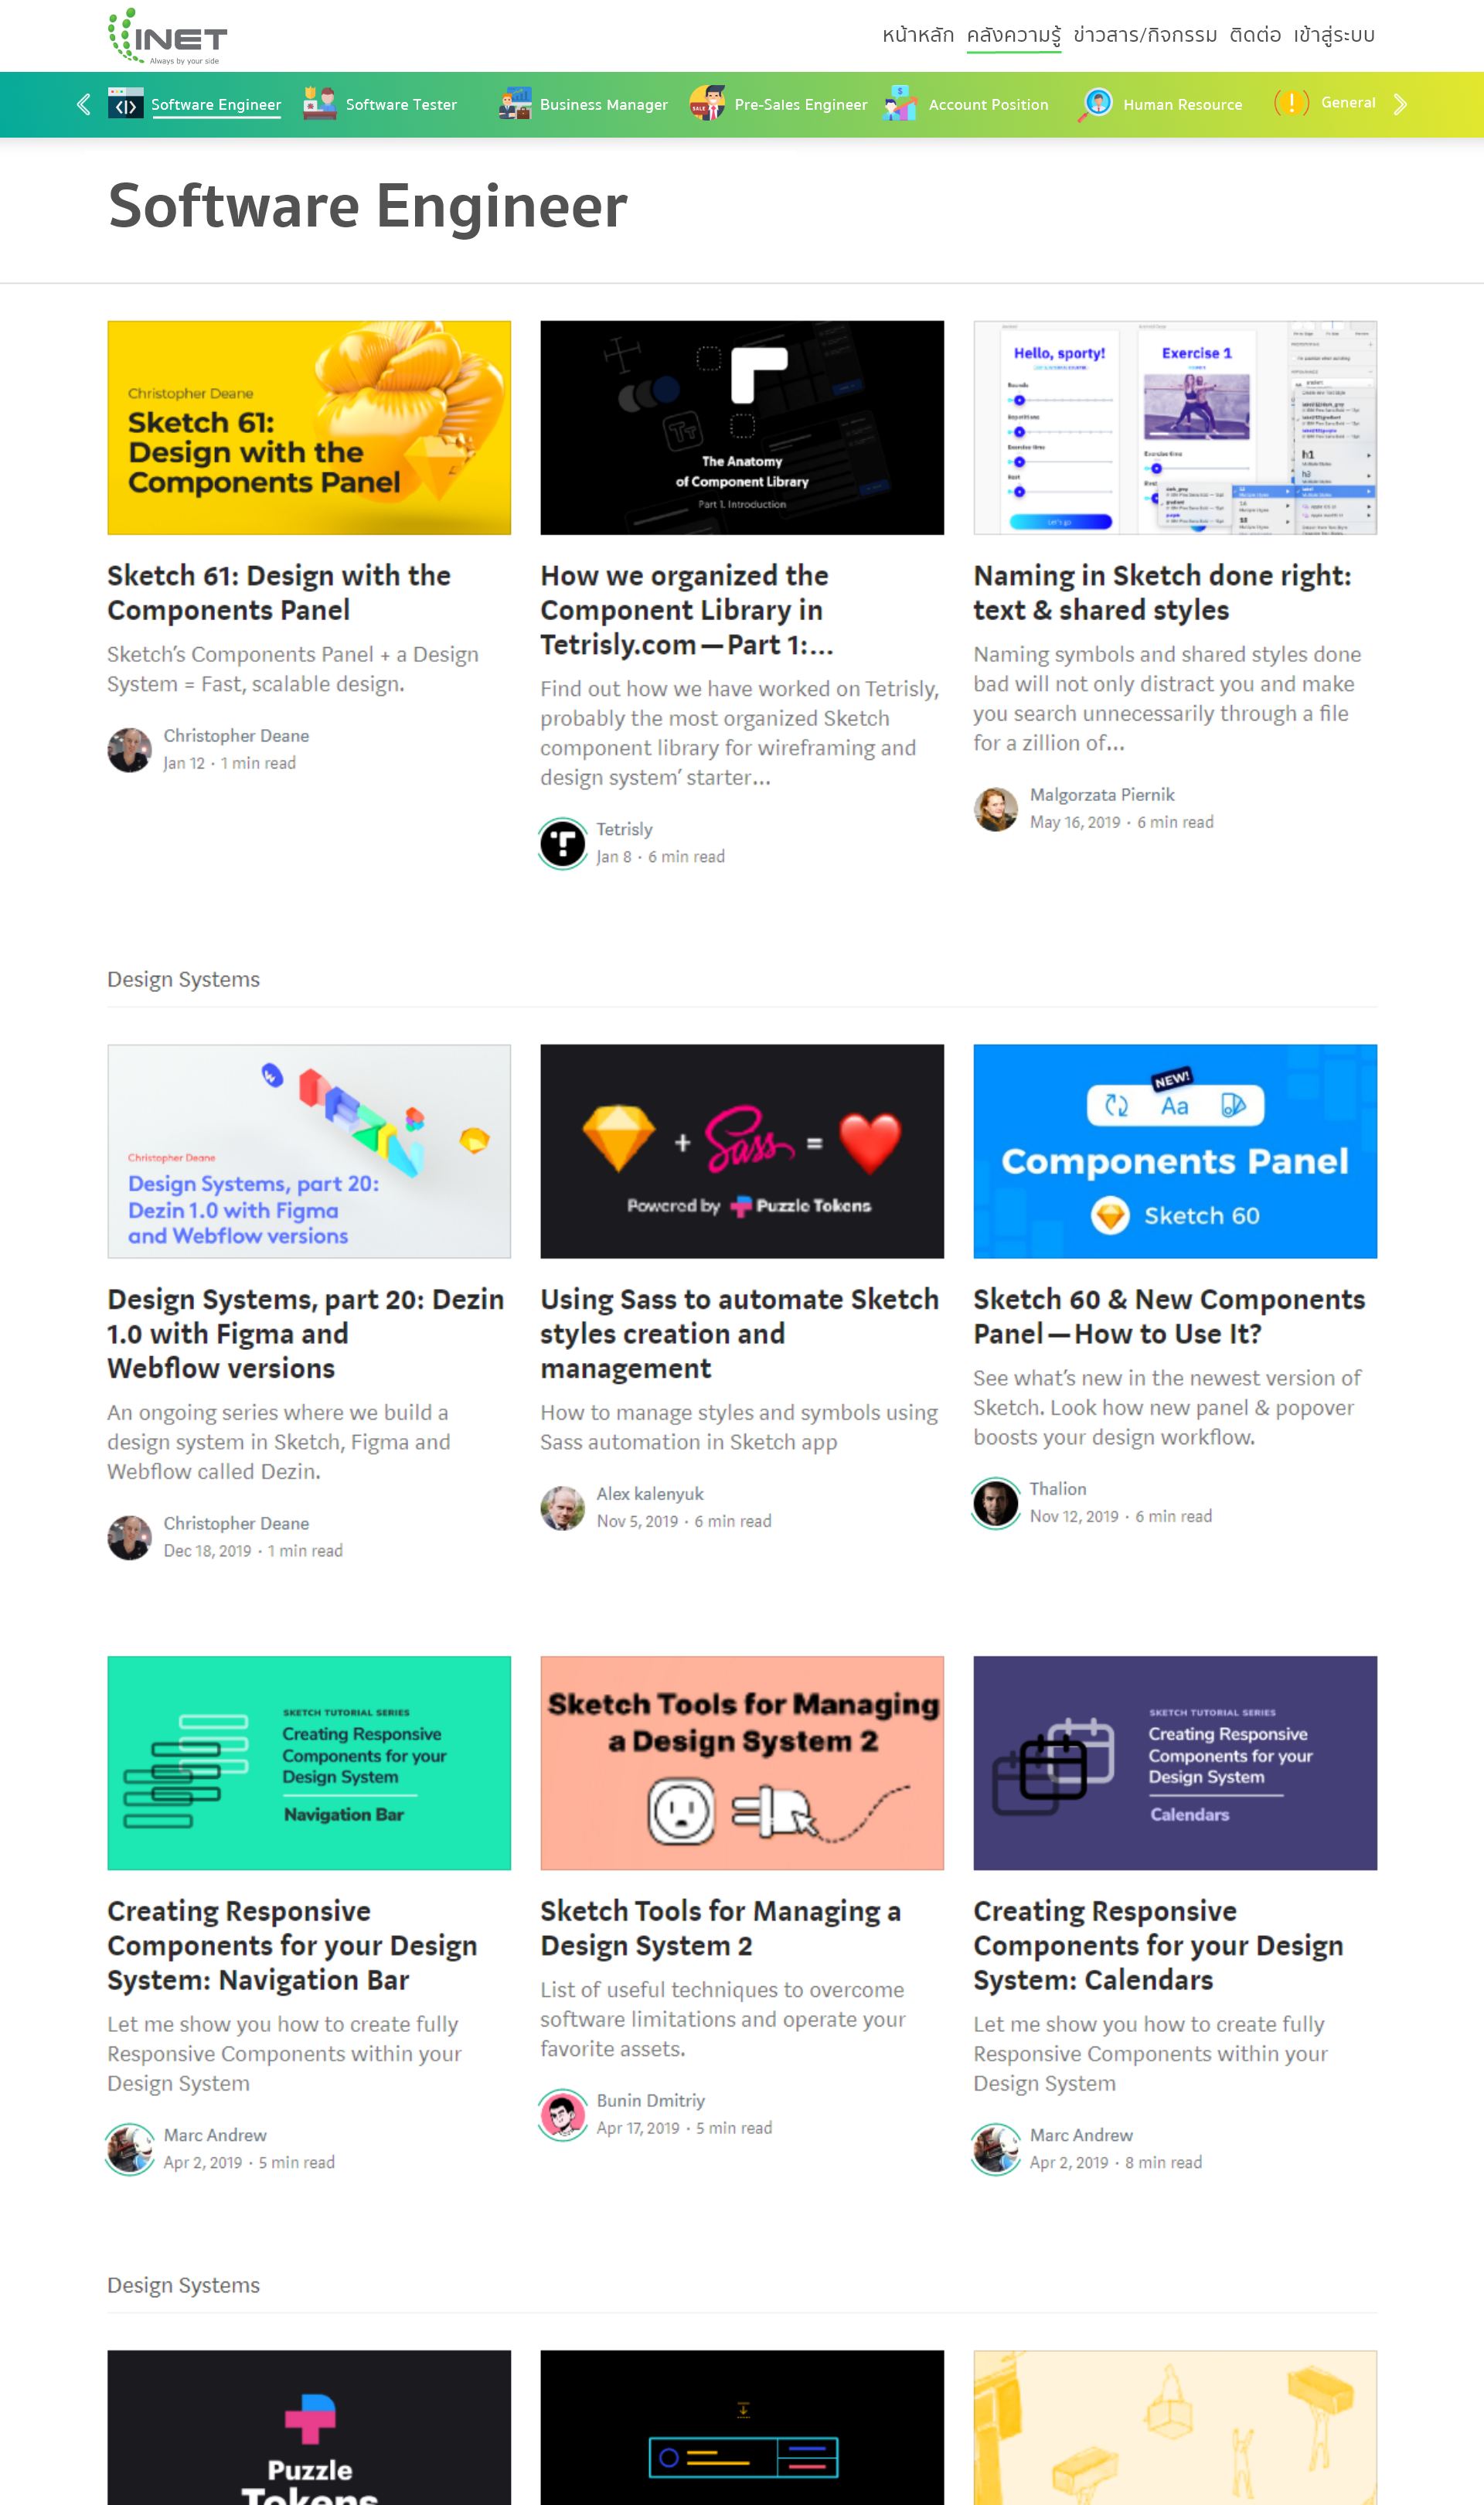 INET
Always by your side
หน้าหลัก คลังความรู้ ข่าวสาร/กิจกรรม ติดต่อ เข้าสู่ระบบ
Software Engineer
Software Tester
Business Manager
Pre-Sales Engineer
Account Position
Human Resource
General
Software Engineer
Christopher Deane
Sketch 61:
Design with the
Components Panel
Sketch 61: Design with the
Components Panel
Sketch’s Components Panel + a Design
System = Fast, scalable design.
Christopher Deane
Jan 12 · 1 min read
Tt
The Anatomy
of Component Library
Part 1. Introduction
How we organized the
Component Library in
Tetrisly.com — Part 1:…
Find out how we have worked on Tetrisly,
probably the most organized Sketch
component library for wireframing and
design system’ starter…
Tetrisly
Jan 8 · 6 min read
Hello, sporty!
Rounds
Repetitions
Exercise time
Rest
Let's go
Exercise 1
Exercise time
Rest
h1
Naming in Sketch done right:
text & shared styles
Naming symbols and shared styles done
bad will not only distract you and make
you search unnecessarily through a file
for a zillion of…
Malgorzata Piernik
May 16, 2019 · 6 min read
Design Systems
Christopher Deane
Design Systems, part 20:
Dezin 1.0 with Figma
and Webflow versions
Design Systems, part 20: Dezin
1.0 with Figma and
Webflow versions
An ongoing series where we build a
design system in Sketch, Figma and
Webflow called Dezin.
Christopher Deane
Dec 18, 2019 · 1 min read
+ Sass =
Powered by Puzzle Tokens
Using Sass to automate Sketch
styles creation and
management
How to manage styles and symbols using
Sass automation in Sketch app
Alex kalenyuk
Nov 5, 2019 · 6 min read
NEW!
Aa
Components Panel
Sketch 60
Sketch 60 & New Components
Panel — How to Use It?
See what’s new in the newest version of
Sketch. Look how new panel & popover
boosts your design workflow.
Thalion
Nov 12, 2019 · 6 min read
SKETCH TUTORIAL SERIES
Creating Responsive
Components for your
Design System
Navigation Bar
Creating Responsive
Components for your Design
System: Navigation Bar
Let me show you how to create fully
Responsive Components within your
Design System
Marc Andrew
Apr 2, 2019 · 5 min read
Sketch Tools for Managing
a Design System 2
Sketch Tools for Managing a
Design System 2
List of useful techniques to overcome
software limitations and operate your
favorite assets.
Bunin Dmitriy
Apr 17, 2019 · 5 min read
SKETCH TUTORIAL SERIES
Creating Responsive
Components for your
Design System
Calendars
Creating Responsive
Components for your Design
System: Calendars
Let me show you how to create fully
Responsive Components within your
Design System
Marc Andrew
Apr 2, 2019 · 8 min read
Design Systems
Puzzle
Tokens